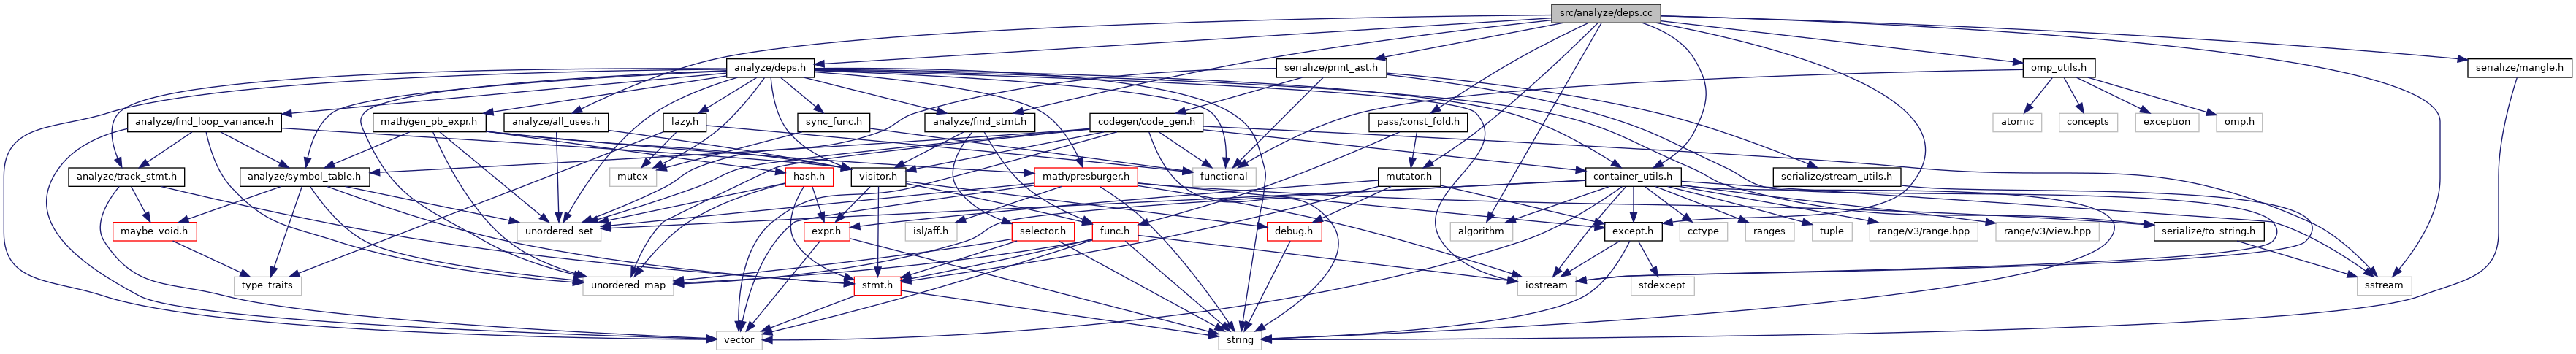 src/analyze/deps.cc
analyze/deps.h
serialize/print_ast.h
omp_utils.h
serialize/mangle.h
analyze/find_loop_variance.h
math/gen_pb_expr.h
analyze/all_uses.h
lazy.h
sync_func.h
analyze/find_stmt.h
codegen/code_gen.h
pass/const_fold.h
atomic
concepts
exception
omp.h
analyze/track_stmt.h
analyze/symbol_table.h
mutex
hash.h
visitor.h
math/presburger.h
functional
mutator.h
container_utils.h
serialize/stream_utils.h
maybe_void.h
unordered_set
expr.h
isl/aff.h
selector.h
func.h
debug.h
algorithm
except.h
cctype
ranges
tuple
range/v3/range.hpp
range/v3/view.hpp
serialize/to_string.h
type_traits
unordered_map
stmt.h
iostream
stdexcept
sstream
vector
string